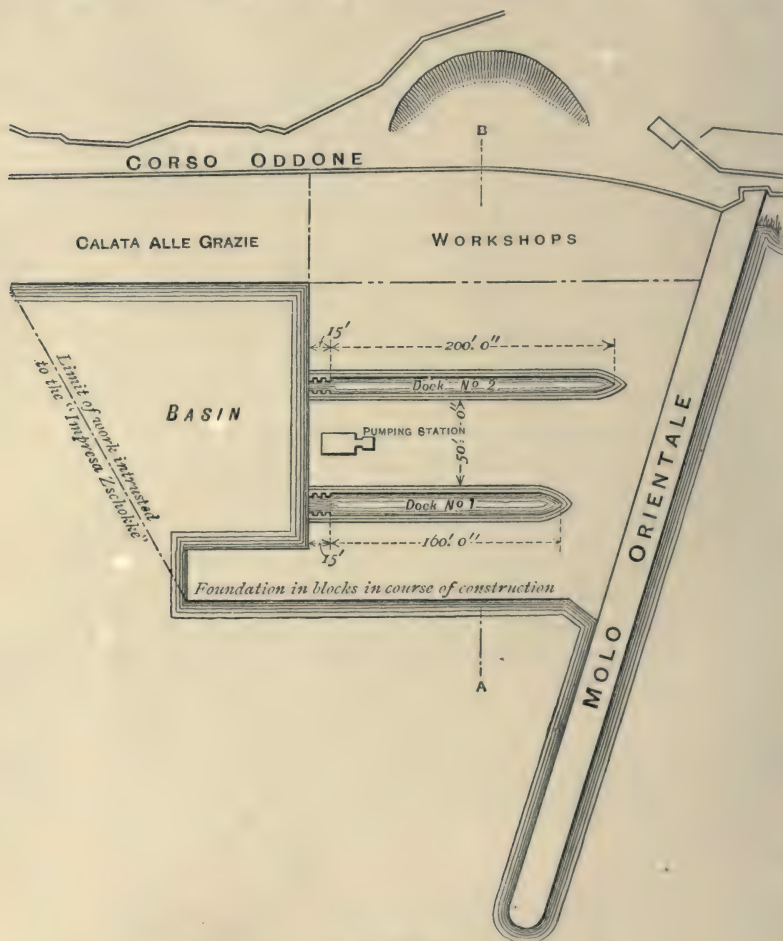 B
CORSO ODDONE
CALATA ALLE GRAZIE
WORKSHOPS
15'
200'. 0"
Dock Nº 2
BASIN
PUMPING STATION
50'. 0"
Limit of work intrusted
to the "Impresa Zschokke"
Dock Nº 1
15'
160'. 0"
Foundation in blocks in course of construction
MOLO ORIENTALE
A